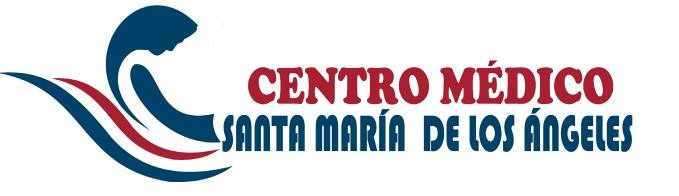 CENTRO MÉDICO
SANTA MARÍA DE LOS ÁNGELES